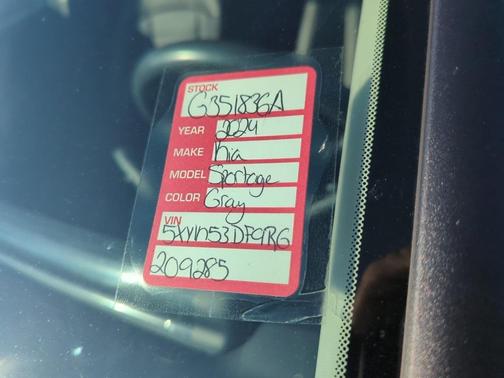 STOCK
G351836A
YEAR 2024
MAKE Kia
MODEL Sportage
COLOR Gray
VIN
5XYK53DF9RG
209285